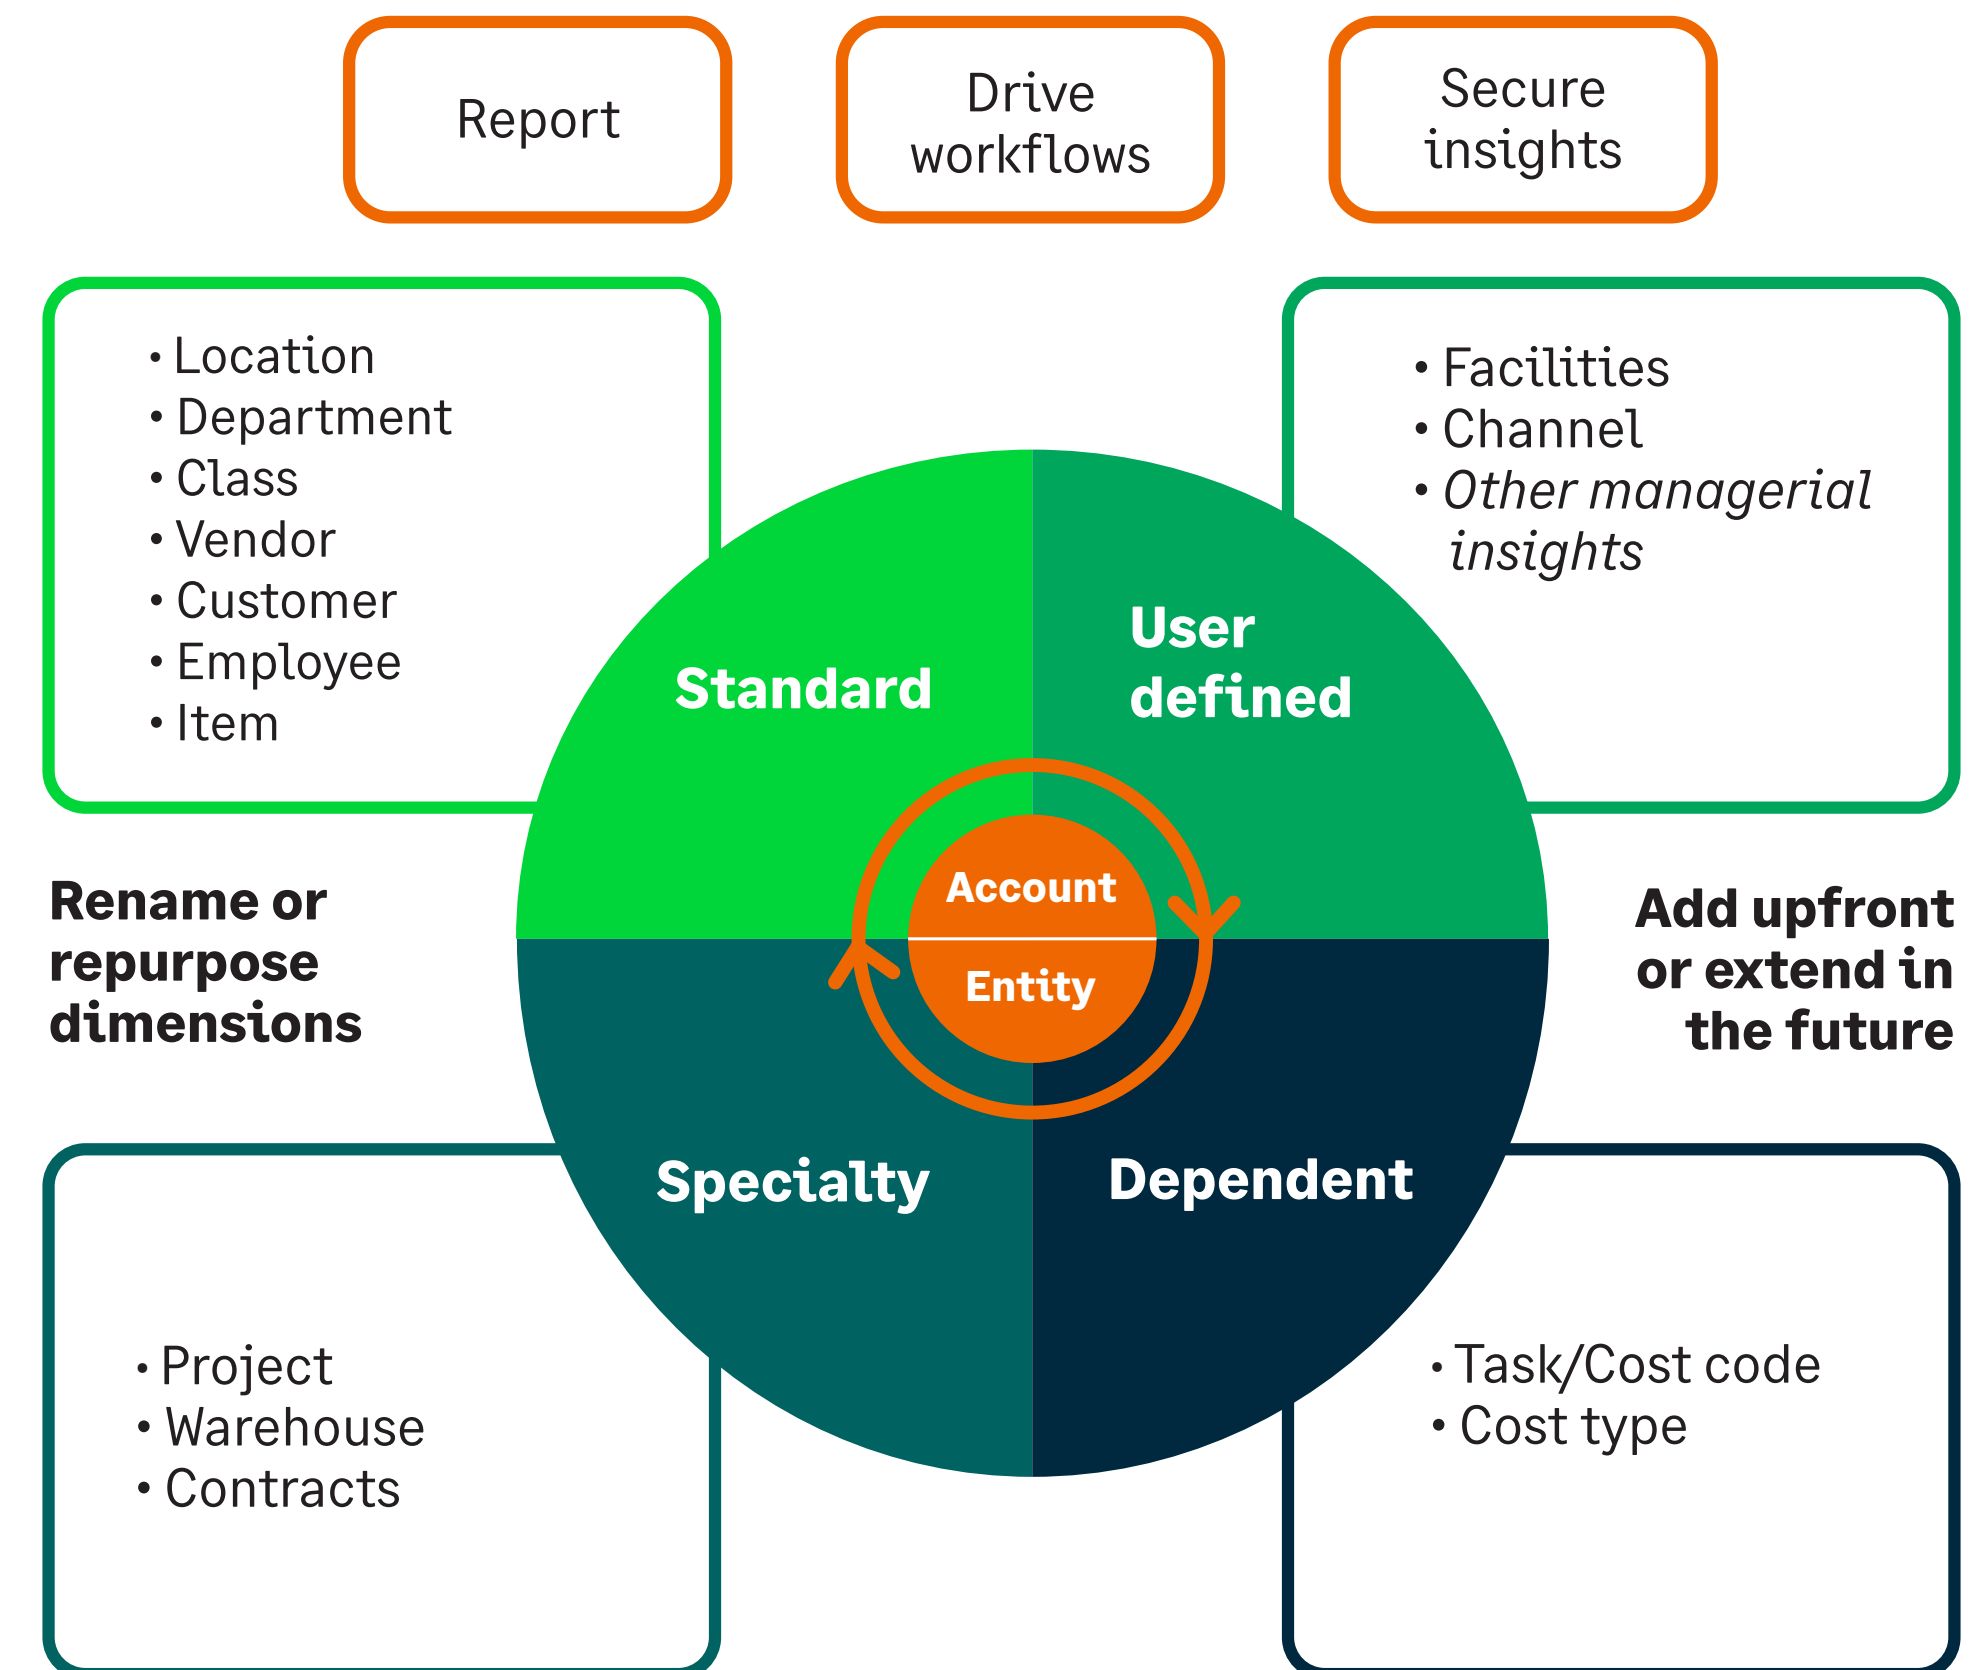 Report
Drive
workflows
Secure
insights
• Location
• Department
• Class
• Vendor
• Customer
• Employee
• Item
• Facilities
• Channel
• Other managerial
insights
Standard
User
defined
Account
Entity
Rename or
repurpose
dimensions
Add upfront
or extend in
the future
Specialty
Dependent
• Project
• Warehouse
• Contracts
• Task/Cost code
• Cost type